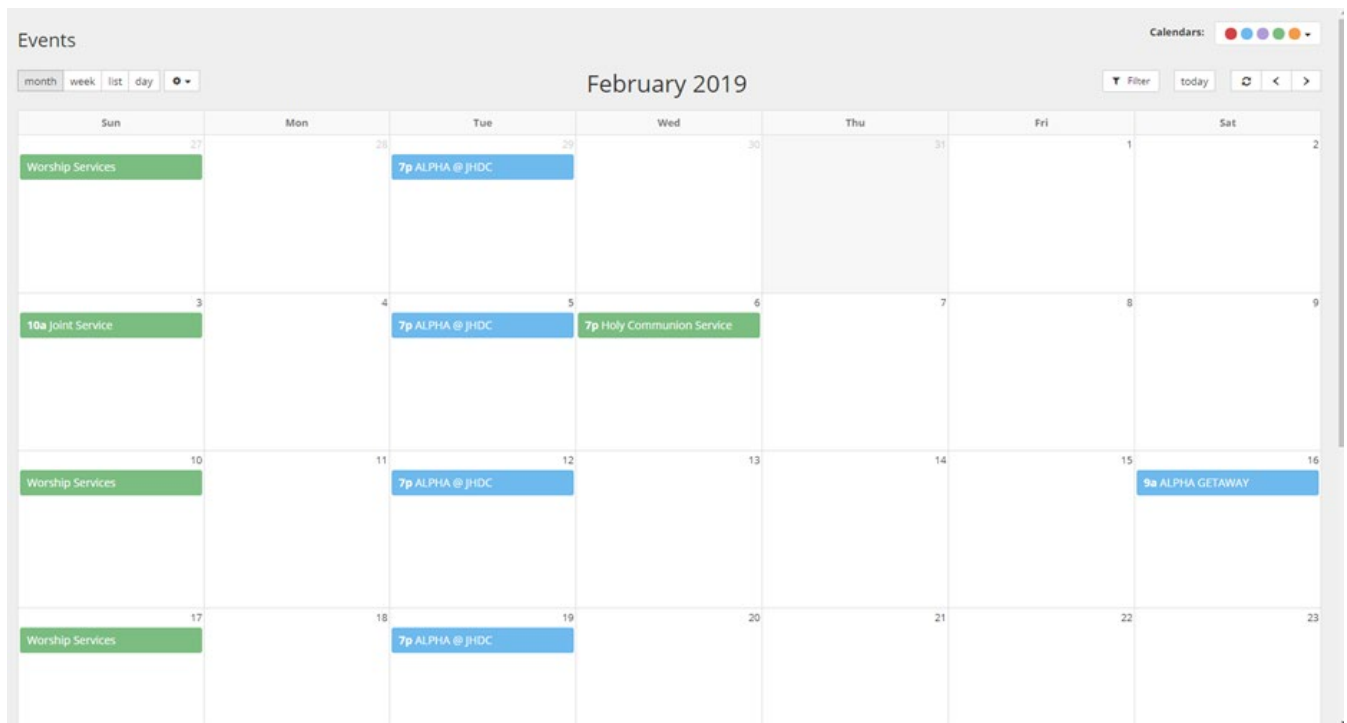 Events
Calendars:
month week list day
February 2019
Filter today
Sun Mon Tue Wed Thu Fri Sat
27 28 29 30 31 1 2
Worship Services 7p ALPHA @ JHDC
3 4 5 6 7 8 9
10a Joint Service 7p ALPHA @ JHDC 7p Holy Communion Service
10 11 12 13 14 15 16
Worship Services 7p ALPHA @ JHDC 9a ALPHA GETAWAY
17 18 19 20 21 22 23
Worship Services 7p ALPHA @ JHDC